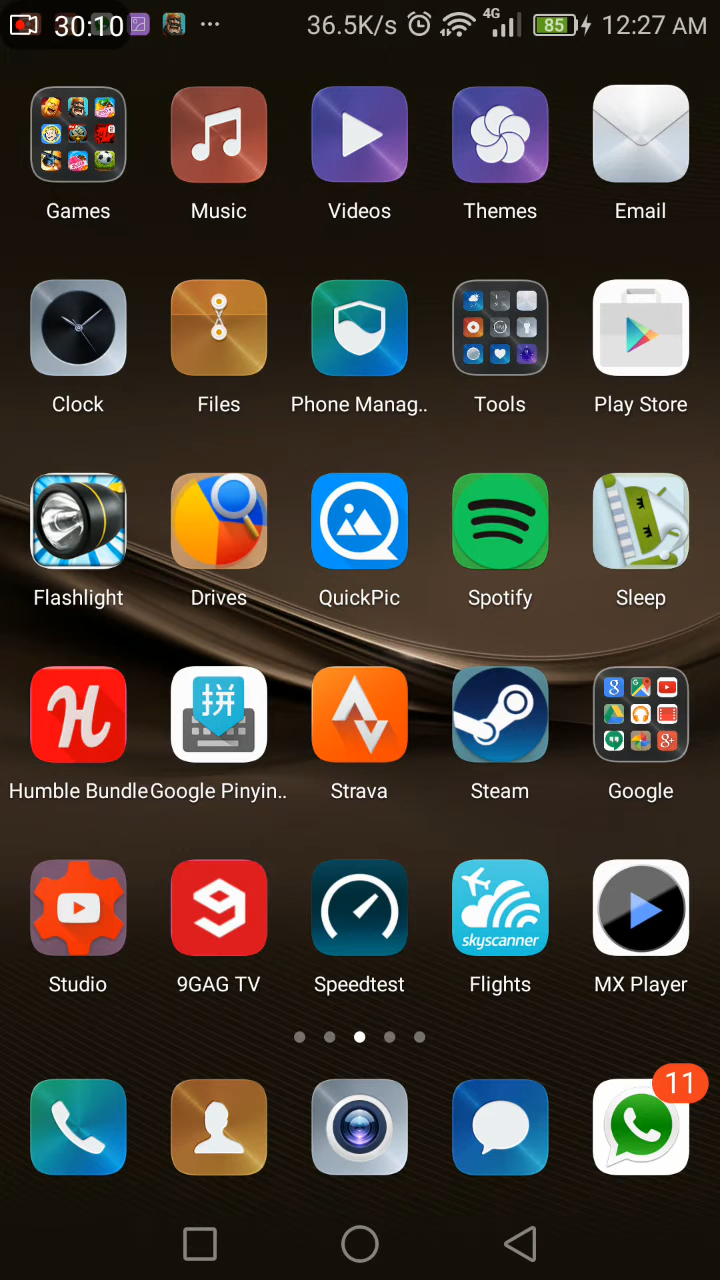 30:10 ... 36.5K/s 4G 85 12:27 AM
Games Music Videos Themes Email
Clock Files Phone Manag.. Tools Play Store
Flashlight Drives QuickPic Spotify Sleep
拼
Humble Bundle Google Pinyin.. Strava Steam Google
skyscanner
Studio 9GAG TV Speedtest Flights MX Player
11